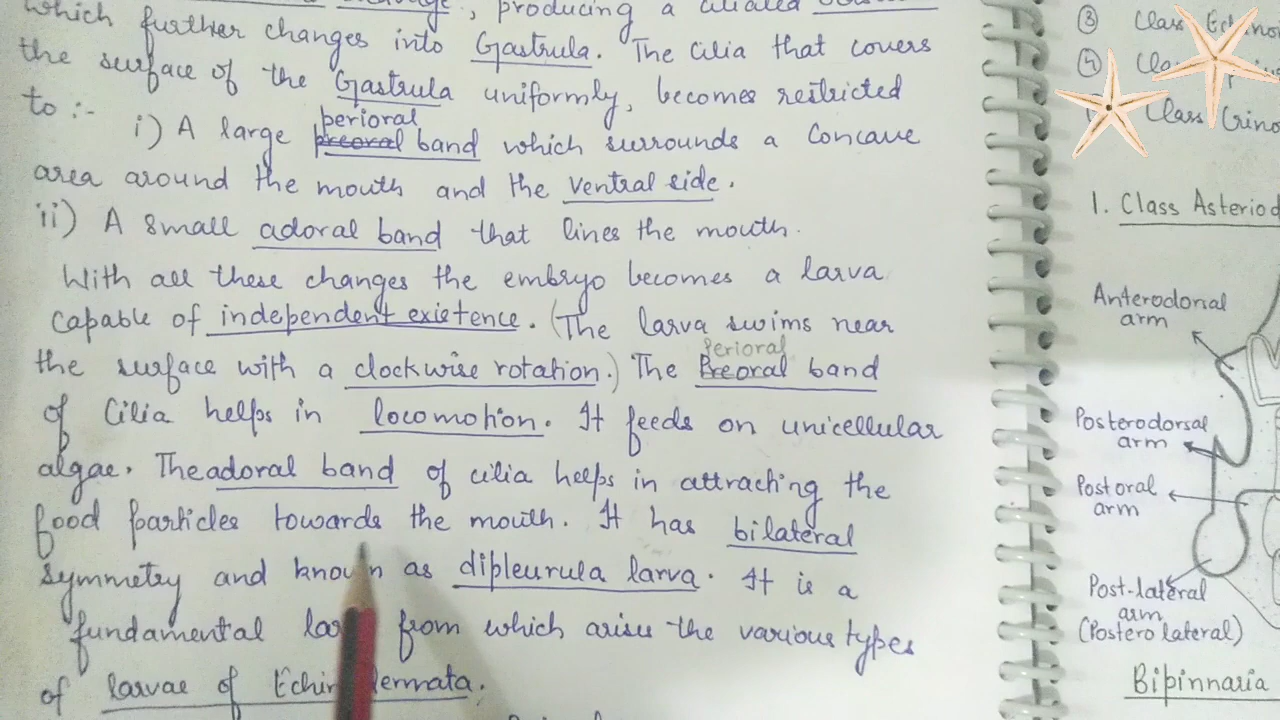 which further changes into Gastrula. The cilia that covers
the surface of the Gastrula uniformly, becomes restricted
to :-
perioral
i) A large preoral band which surrounds a concave
area around the mouth and the ventral side.
ii) A small adoral band that lines the mouth.
With all these changes the embryo becomes a larva
capable of independent existence. (The larva swims near
the surface with a clockwise rotation.) The Preoral band
Perioral
of Cilia helps in locomotion. It feeds on unicellular
algae. The adoral band of cilia helps in attraching the
food particles towards the mouth. It has bilateral
symmetry and known as dipleurula larva. It is a
fundamental from which arise the various types
of larvae of
3 Class
4
Class
1. Class
Anterodorsal
arm
Posterodorsal
arm
Post oral
arm
Post-lateral
arm
(Postero lateral)
Bipinnaria